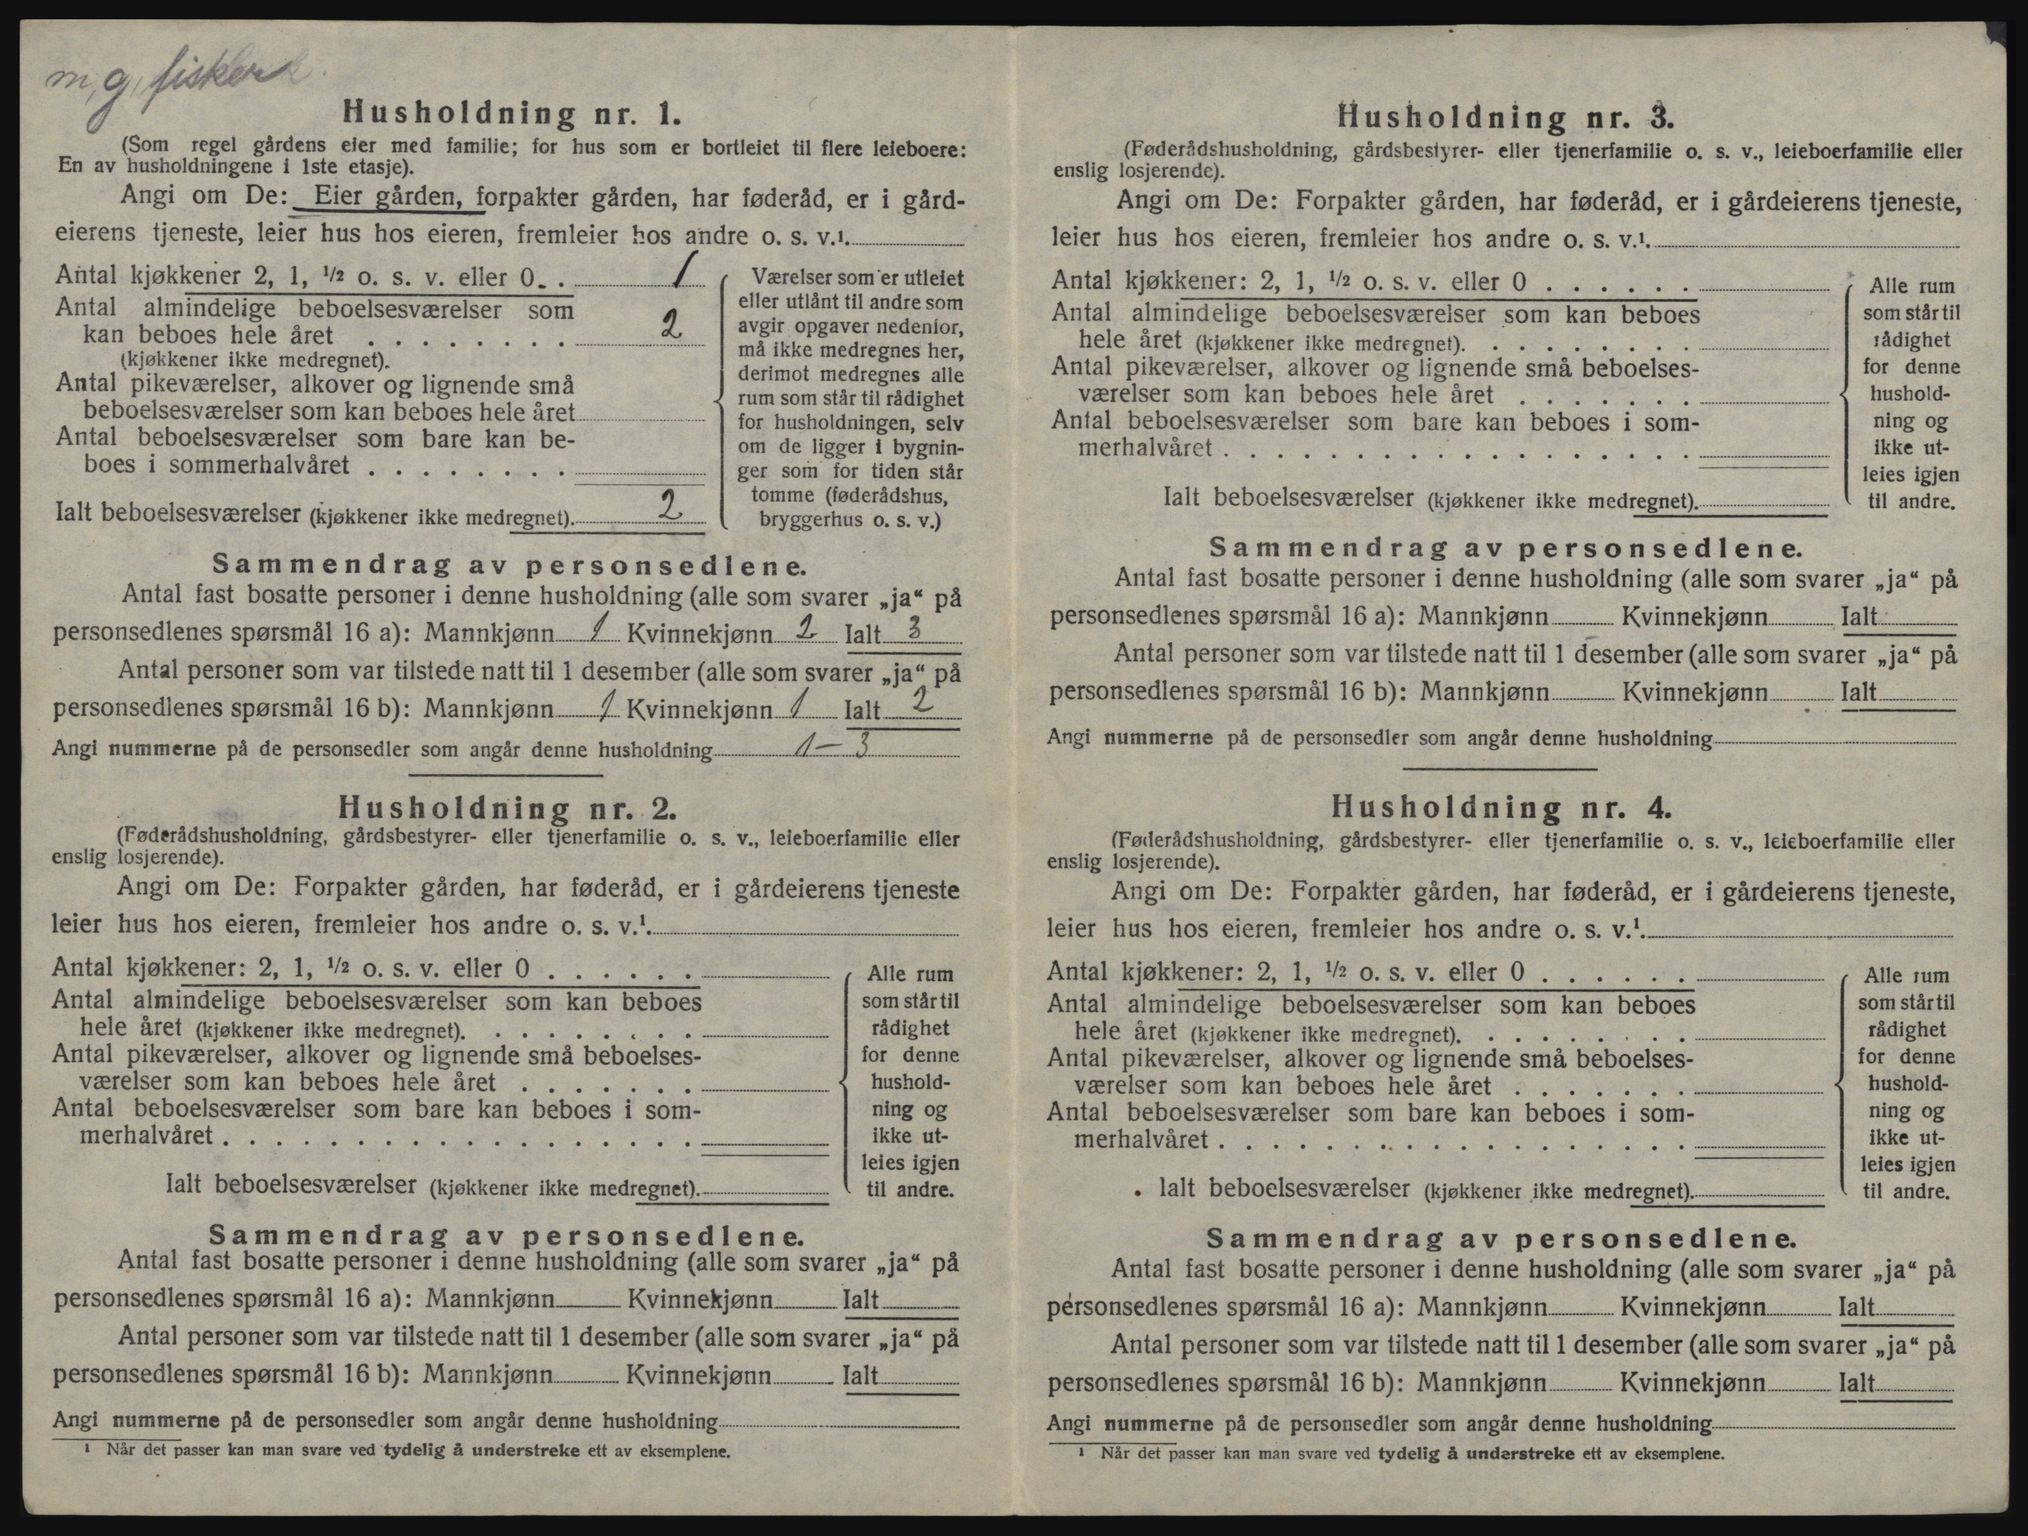 m, g, fisker
Husholdning nr. 1.
(Som regel gårdens eier med familie; for hus som er bortleiet til flere leieboere:
En av husholdningene i 1ste etasje).
Angi om De: Eier gården, forpakter gården, har føderåd, er i gård-
eierens tjeneste, leier hus hos eieren, fremleier hos andre o. s. v.¹.
Antal kjøkkener 2, 1, ½ o. s. v. eller 0. . 1
Antal almindelige beboelsesværelser som
kan beboes hele året . . . . . . . . . 2
(kjøkkener ikke medregnet).
Antal pikeværelser, alkover og lignende små
beboelsesværelser som kan beboes hele året
Antal beboelsesværelser som bare kan be-
boes i sommerhalvåret . . . . . . . .
Ialt beboelsesværelser (kjøkkener ikke medregnet). 2
Værelser som er utleiet
eller utlånt til andre som
avgir opgaver nedenfor,
må ikke medregnes her,
derimot medregnes alle
rum som står til rådighet
for husholdningen, selv
om de ligger i bygnin-
ger som for tiden står
tomme (føderådshus,
bryggerhus o. s. v.)
Sammendrag av personsedlene.
Antal fast bosatte personer i denne husholdning (alle som svarer „ja“ på
personsedlenes spørsmål 16 a): Mannkjønn 1 Kvinnekjønn 2 Ialt 3
Antal personer som var tilstede natt til 1 desember (alle som svarer „ja“ på
personsedlenes spørsmål 16 b): Mannkjønn 1 Kvinnekjønn 1 Ialt 2
Angi nummerne på de personsedler som angår denne husholdning 1 - 3
Husholdning nr. 2.
(Føderådshusholdning, gårdsbestyrer- eller tjenerfamilie o. s. v., leieboerfamilie eller
enslig losjerende).
Angi om De: Forpakter gården, har føderåd, er i gårdeierens tjeneste
leier hus hos eieren, fremleier hos andre o. s. v.¹.
Antal kjøkkener: 2, 1, ½ o. s. v. eller 0 . . . . . .
Antal almindelige beboelsesværelser som kan beboes
hele året (kjøkkener ikke medregnet). . . . . . . . .
Antal pikeværelser, alkover og lignende små beboelses-
værelser som kan beboes hele året . . . . . . .
Antal beboelsesværelser som bare kan beboes i som-
merhalvåret . . . . . . . . . . . . . . . . . .
Ialt beboelsesværelser (kjøkkener ikke medregnet).
Alle rum
som står til
rådighet
for denne
hushold-
ning og
ikke ut-
leies igjen
til andre.
Sammendrag av personsedlene.
Antal fast bosatte personer i denne husholdning (alle som svarer „ja“ på
personsedlenes spørsmål 16 a): Mannkjønn Kvinnekjønn Ialt
Antal personer som var tilstede natt til 1 desember (alle som svarer „ja“ på
personsedlenes spørsmål 16 b): Mannkjønn Kvinnekjønn Ialt
Angi nummerne på de personsedler som angår denne husholdning
¹ Når det passer kan man svare ved tydelig å understreke ett av eksemplene.
Husholdning nr. 3.
(Føderådshusholdning, gårdsbestyrer- eller tjenerfamilie o. s. v., leieboerfamilie eller
enslig losjerende).
Angi om De: Forpakter gården, har føderåd, er i gårdeierens tjeneste,
leier hus hos eieren, fremleier hos andre o. s. v.¹.
Antal kjøkkener: 2, 1, ½ o. s. v. eller 0 . . . . . .
Antal almindelige beboelsesværelser som kan beboes
hele året (kjøkkener ikke medregnet). . . . . . . . .
Antal pikeværelser, alkover og lignende små beboelses-
værelser som kan beboes hele året . . . . . . .
Antal beboelsesværelser som bare kan beboes i som-
merhalvåret . . . . . . . . . . . . . . . . . .
Ialt beboelsesværelser (kjøkkener ikke medregnet).
Alle rum
som står til
rådighet
for denne
hushold-
ning og
ikke ut-
leies igjen
til andre.
Sammendrag av personsedlene.
Antal fast bosatte personer i denne husholdning (alle som svarer „ja“ på
personsedlenes spørsmål 16 a): Mannkjønn Kvinnekjønn Ialt
Antal personer som var tilstede natt til 1 desember (alle som svarer „ja“ på
personsedlenes spørsmål 16 b): Mannkjønn Kvinnekjønn Ialt
Angi nummerne på de personsedler som angår denne husholdning
Husholdning nr. 4.
(Føderådshusholdning, gårdsbestyrer- eller tjenerfamilie o. s. v., leieboerfamilie eller
enslig losjerende).
Angi om De: Forpakter gården, har føderåd, er i gårdeierens tjeneste,
leier hus hos eieren, fremleier hos andre o. s. v.¹.
Antal kjøkkener: 2, 1, ½ o. s. v. eller 0 . . . . . .
Antal almindelige beboelsesværelser som kan beboes
hele året (kjøkkener ikke medregnet). . . . . . . . .
Antal pikeværelser, alkover og lignende små beboelses-
værelser som kan beboes hele året . . . . . . .
Antal beboelsesværelser som bare kan beboes i som-
merhalvåret . . . . . . . . . . . . . . . . . .
Ialt beboelsesværelser (kjøkkener ikke medregnet).
Alle rum
som står til
rådighet
for denne
hushold-
ning og
ikke ut-
leies igjen
til andre.
Sammendrag av personsedlene.
Antal fast bosatte personer i denne husholdning (alle som svarer „ja“ på
personsedlenes spørsmål 16 a): Mannkjønn Kvinnekjønn Ialt
Antal personer som var tilstede natt til 1 desember (alle som svarer „ja“ på
personsedlenes spørsmål 16 b): Mannkjønn Kvinnekjønn Ialt
Angi nummerne på de personsedler som angår denne husholdning
¹ Når det passer kan man svare ved tydelig å understreke ett av eksemplene.